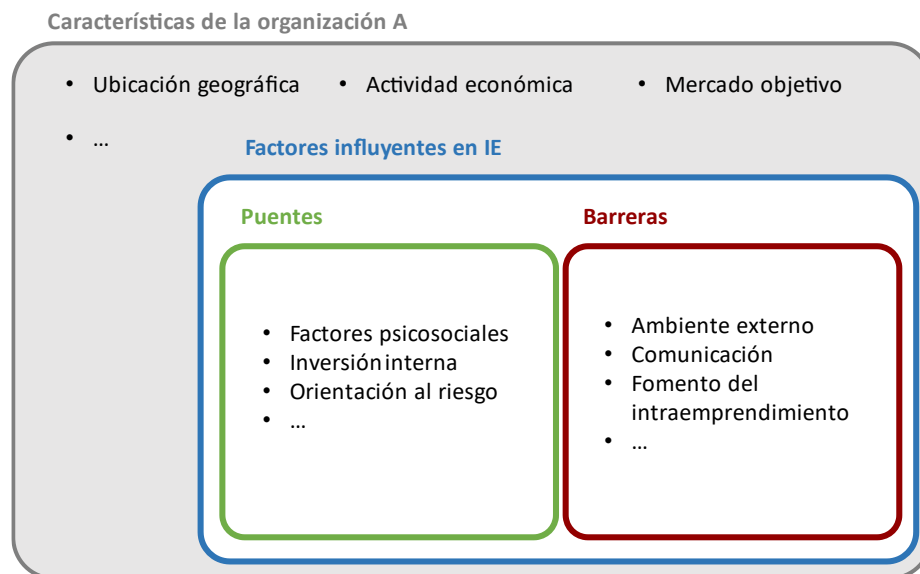 Características de la organización A
• Ubicación geográfica • Actividad económica • Mercado objetivo
• ...
Factores influyentes en IE
Puentes
• Factores psicosociales
• Inversión interna
• Orientación al riesgo
• ...
Barreras
• Ambiente externo
• Comunicación
• Fomento del
intraemprendimiento
• ...